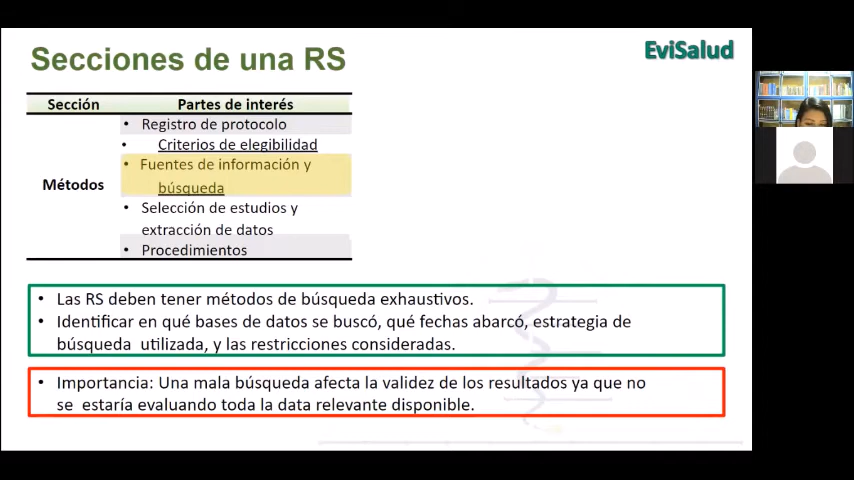 Secciones de una RS
EviSalud
Sección Partes de interés
Métodos
• Registro de protocolo
• Criterios de elegibilidad
• Fuentes de información y
búsqueda
• Selección de estudios y
extracción de datos
• Procedimientos
• Las RS deben tener métodos de búsqueda exhaustivos.
• Identificar en qué bases de datos se buscó, qué fechas abarcó, estrategia de
búsqueda utilizada, y las restricciones consideradas.
• Importancia: Una mala búsqueda afecta la validez de los resultados ya que no
se estaría evaluando toda la data relevante disponible.